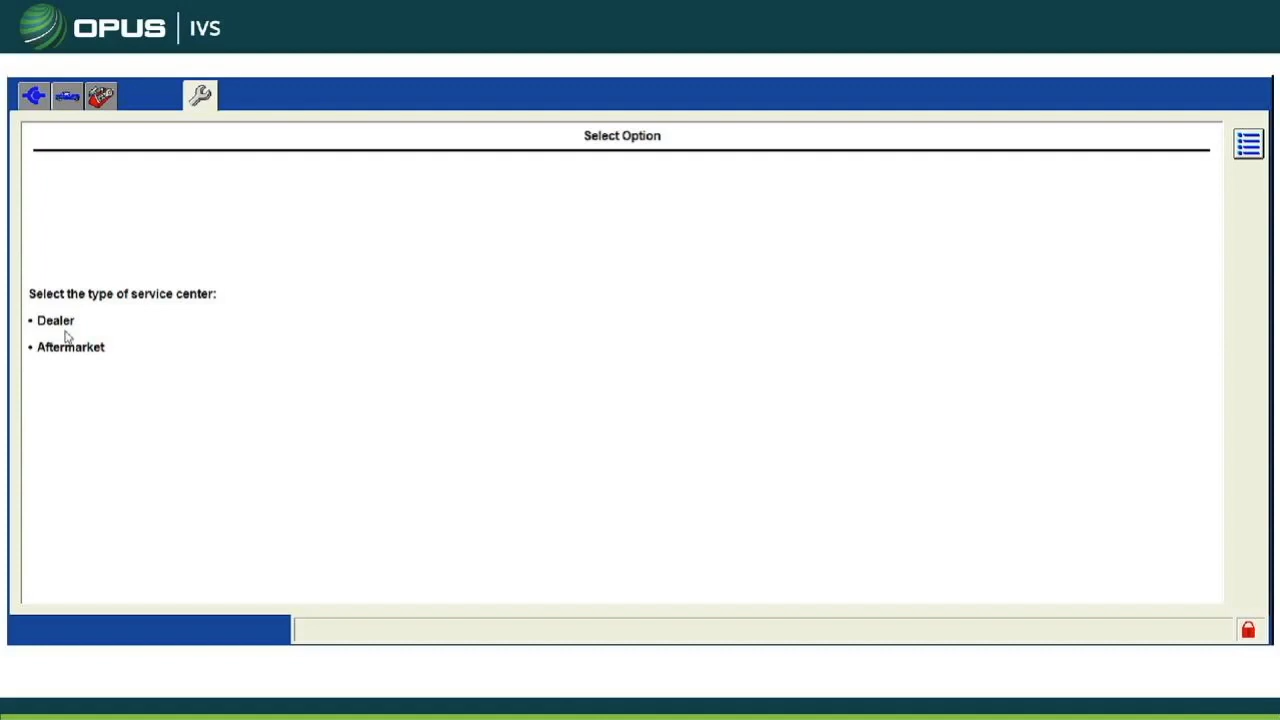 OPUS IVS
Select Option
Select the type of service center:
• Dealer
• Aftermarket